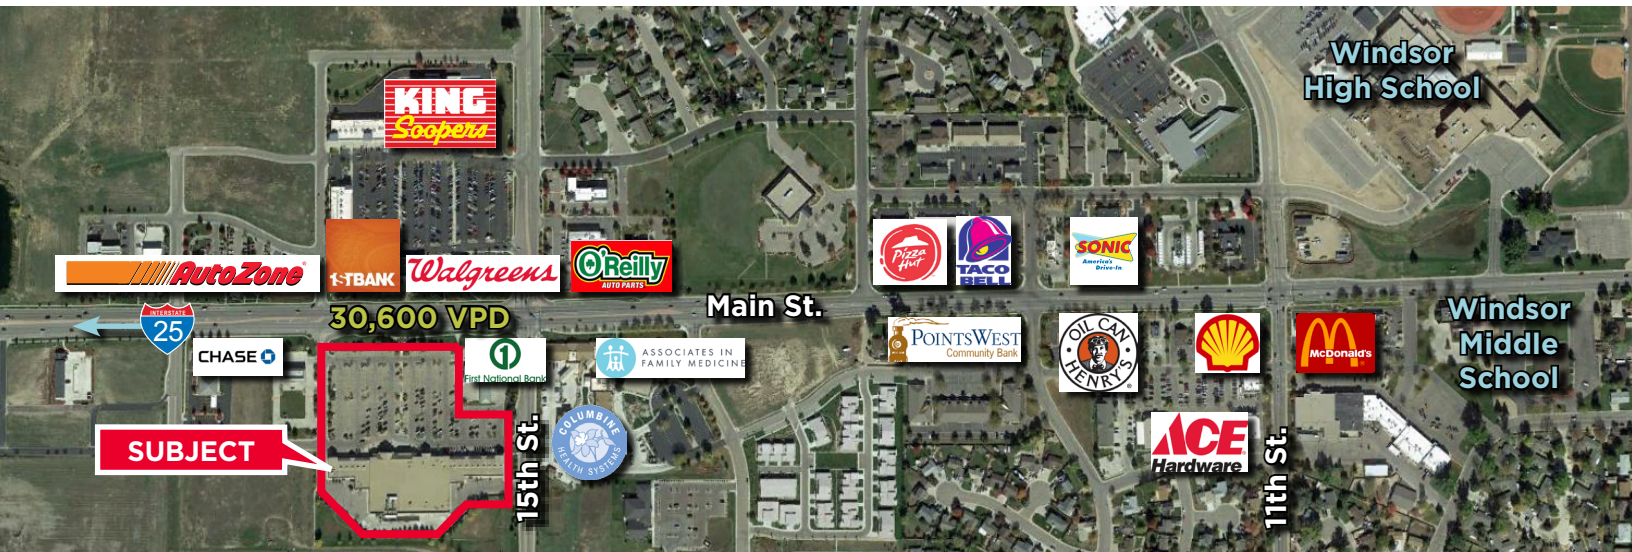 Windsor
High School
KING
Soopers
AutoZone
1STBANK
Walgreens
O'Reilly
AUTO PARTS
Pizza
Hut
TACO
BELL
SONIC
America's
Drive-In
INTERSTATE
25
30,600 VPD
Main St.
Windsor
Middle
School
CHASE
1
First National Bank
ASSOCIATES IN
FAMILY MEDICINE
POINTSWEST
Community Bank
OIL CAN
HENRY'S
McDonald's
SUBJECT
15th St.
COLUMBINE
HEALTH SYSTEMS
ACE
Hardware
11th St.